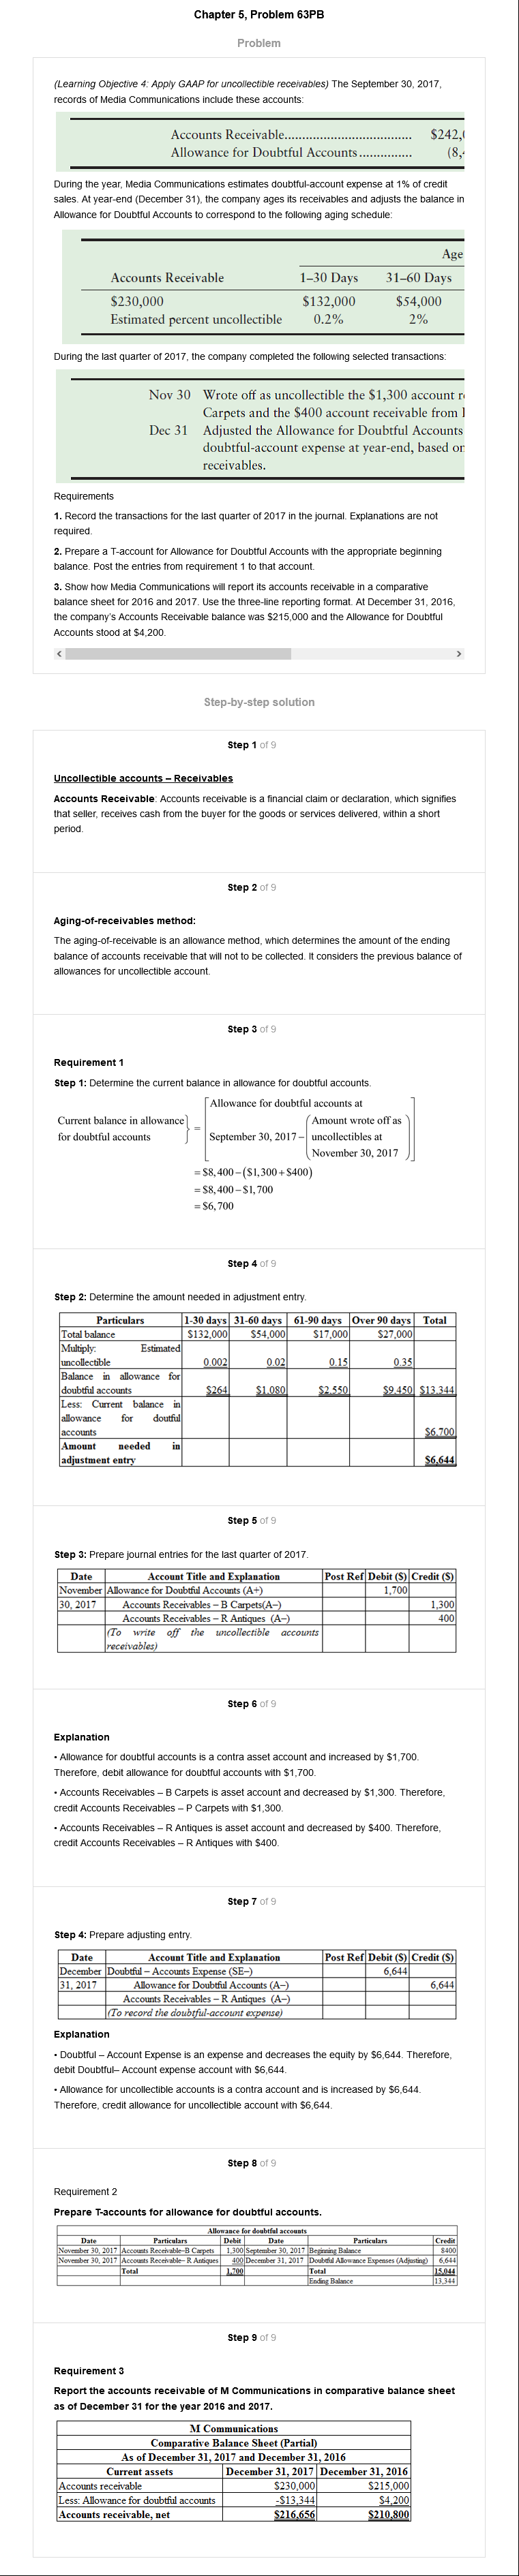 Chapter 5, Problem 63PB
Problem
(Learning Objective 4: Apply GAAP for uncollectible receivables) The September 30, 2017,
records of Media Communications include these accounts:
Accounts Receivable.................................... $242,
Allowance for Doubtful Accounts............... (8,
During the year, Media Communications estimates doubtful-account expense at 1% of credit
sales. At year-end (December 31), the company ages its receivables and adjusts the balance in
Allowance for Doubtful Accounts to correspond to the following aging schedule:
Age
Accounts Receivable 1–30 Days 31–60 Days
$230,000 $132,000 $54,000
Estimated percent uncollectible 0.2% 2%
During the last quarter of 2017, the company completed the following selected transactions:
Nov 30 Wrote off as uncollectible the $1,300 account
Carpets and the $400 account receivable from
Dec 31 Adjusted the Allowance for Doubtful Accounts
doubtful-account expense at year-end, based on
receivables.
Requirements
1. Record the transactions for the last quarter of 2017 in the journal. Explanations are not
required.
2. Prepare a T-account for Allowance for Doubtful Accounts with the appropriate beginning
balance. Post the entries from requirement 1 to that account.
3. Show how Media Communications will report its accounts receivable in a comparative
balance sheet for 2016 and 2017. Use the three-line reporting format. At December 31, 2016,
the company's Accounts Receivable balance was $215,000 and the Allowance for Doubtful
Accounts stood at $4,200.
Step-by-step solution
Step 1 of 9
Uncollectible accounts – Receivables
Accounts Receivable: Accounts receivable is a financial claim or declaration, which signifies
that seller, receives cash from the buyer for the goods or services delivered, within a short
period.
Step 2 of 9
Aging-of-receivables method:
The aging-of-receivable is an allowance method, which determines the amount of the ending
balance of accounts receivable that will not to be collected. It considers the previous balance of
allowances for uncollectible account.
Step 3 of 9
Requirement 1
Step 1: Determine the current balance in allowance for doubtful accounts.
Allowance for doubtful accounts at
Current balance in allowance Amount wrote off as
for doubtful accounts = September 30, 2017 – uncollectibles at
November 30, 2017
= $8,400 – ($1,300 + $400)
= $8,400 – $1,700
= $6,700
Step 4 of 9
Step 2: Determine the amount needed in adjustment entry.
Particulars 1-30 days 31-60 days 61-90 days Over 90 days Total
Total balance $132,000 $54,000 $17,000 $27,000
Multiply: Estimated
uncollectible 0.002 0.02 0.15 0.35
Balance in allowance for
doubtful accounts $264 $1,080 $2,550 $9,450 $13,344
Less: Current balance in
allowance for doutful
accounts $6,700
Amount needed in
adjustment entry $6,644
Step 5 of 9
Step 3: Prepare journal entries for the last quarter of 2017.
Date Account Title and Explanation Post Ref Debit ($) Credit ($)
November Allowance for Doubtful Accounts (A+) 1,700
30, 2017 Accounts Receivables – B Carpets(A–) 1,300
Accounts Receivables – R Antiques (A–) 400
(To write off the uncollectible accounts
receivables)
Step 6 of 9
Explanation
• Allowance for doubtful accounts is a contra asset account and increased by $1,700.
Therefore, debit allowance for doubtful accounts with $1,700.
• Accounts Receivables – B Carpets is asset account and decreased by $1,300. Therefore,
credit Accounts Receivables – P Carpets with $1,300.
• Accounts Receivables – R Antiques is asset account and decreased by $400. Therefore,
credit Accounts Receivables – R Antiques with $400.
Step 7 of 9
Step 4: Prepare adjusting entry.
Date Account Title and Explanation Post Ref Debit ($) Credit ($)
December Doubtful – Accounts Expense (SE–) 6,644
31, 2017 Allowance for Doubtful Accounts (A–) 6,644
Accounts Receivables – R Antiques (A–)
(To record the doubtful-account expense)
Explanation
• Doubtful – Account Expense is an expense and decreases the equity by $6,644. Therefore,
debit Doubtful– Account expense account with $6,644.
• Allowance for uncollectible accounts is a contra account and is increased by $6,644.
Therefore, credit allowance for uncollectible account with $6,644.
Step 8 of 9
Requirement 2
Prepare T-accounts for allowance for doubtful accounts.
Allowance for doubtful accounts
Date Particulars Debit Date Particulars Credit
November 30, 2017 Accounts Receivable–B Carpets 1,300 September 30, 2017 Beginning Balance 8400
November 30, 2017 Accounts Receivable– R Antiques 400 December 31, 2017 Doubtful Allowance Expenses (Adjusting) 6,644
Total 1,700 Total 15,044
Ending Balance 13,344
Step 9 of 9
Requirement 3
Report the accounts receivable of M Communications in comparative balance sheet
as of December 31 for the year 2016 and 2017.
M Communications
Comparative Balance Sheet (Partial)
As of December 31, 2017 and December 31, 2016
Current assets December 31, 2017 December 31, 2016
Accounts receivable $230,000 $215,000
Less: Allowance for doubtful accounts -$13,344 $4,200
Accounts receivable, net $216,656 $210,800